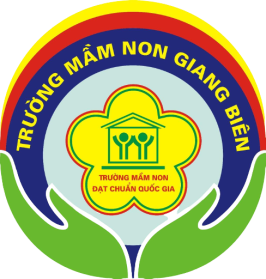 TRƯỜNG MẦM NON GIANG BIÊN
TRƯỜNG MẦM NON
ĐẠT CHUẨN QUỐC GIA